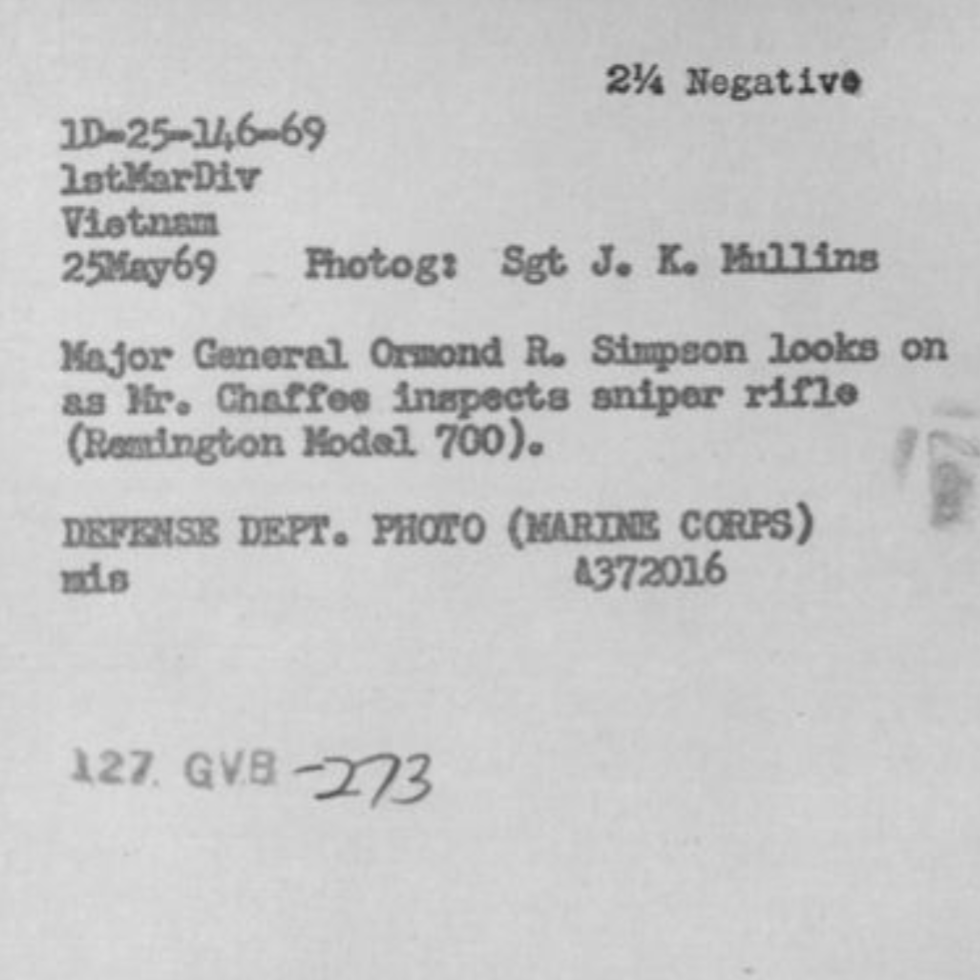 2¼ Negative
1D-25-146-69
1stMarDiv
Vietnam
25May69 Photog: Sgt J. K. Mullins
Major General Ormond R. Simpson looks on
as Mr. Chaffee inspects sniper rifle
(Remington Model 700).
DEFENSE DEPT. PHOTO (MARINE CORPS)
mis A372016
127. GVB -273